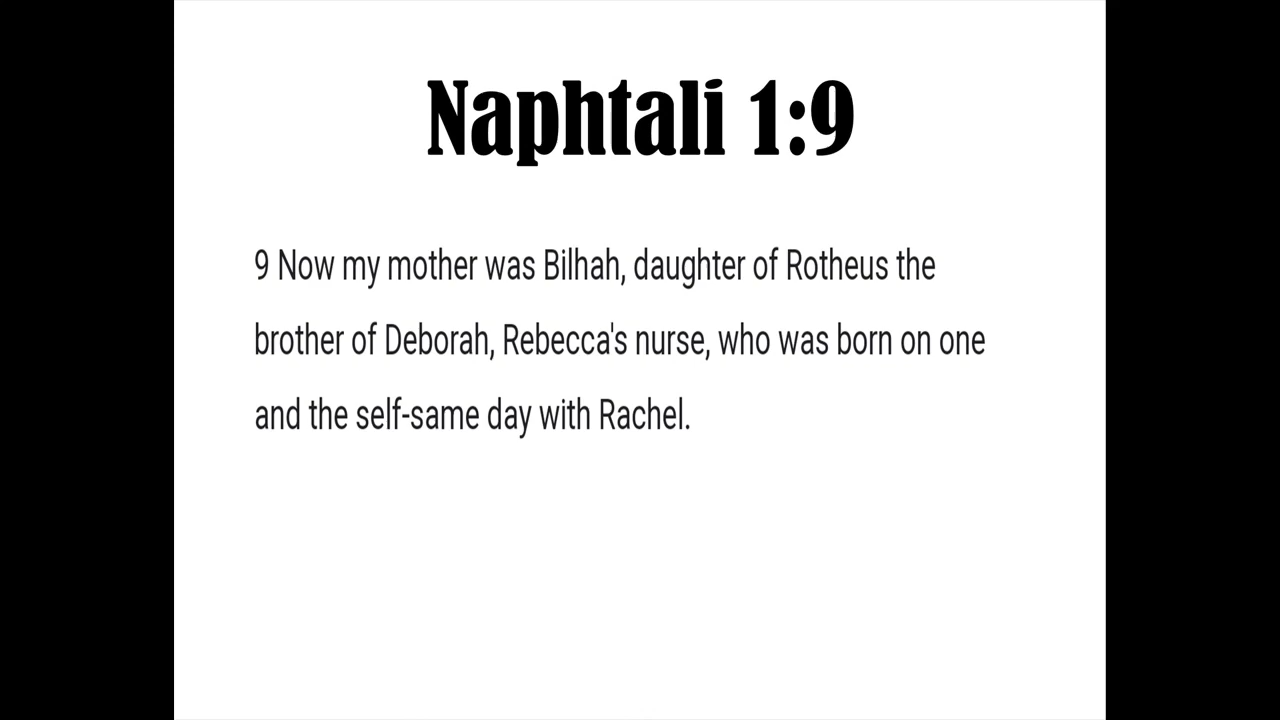 Naphtali 1:9
9 Now my mother was Bilhah, daughter of Rotheus the
brother of Deborah, Rebecca's nurse, who was born on one
and the self-same day with Rachel.